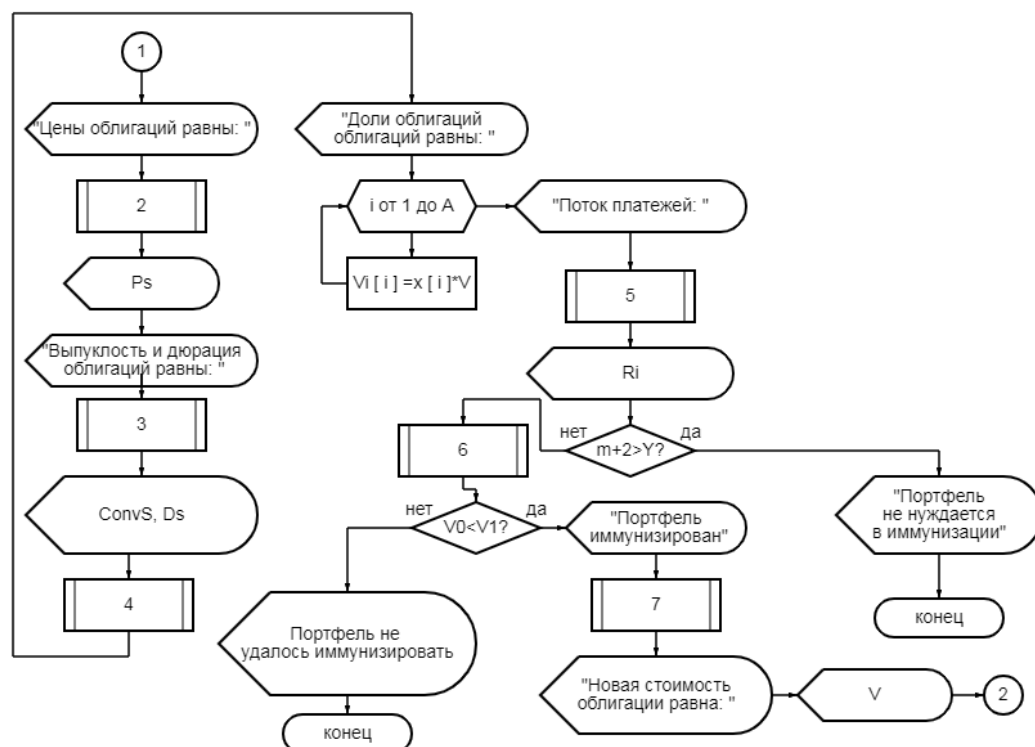 1
"Цены облигаций равны: "
2
Ps
"Выпуклость и дюрация
облигаций равны: "
3
ConvS, Ds
4
"Доли облигаций
облигаций равны: "
i от 1 до A
Vi [ i ] =x [ i ]*V
"Поток платежей: "
5
Ri
нет
m+2>Y?
да
6
нет
V0<V1?
да
"Портфель
не нуждается
в иммунизации"
конец
Портфель не
удалось иммунизировать
конец
"Портфель
иммунизирован"
7
"Новая стоимость
облигации равна: "
V
2